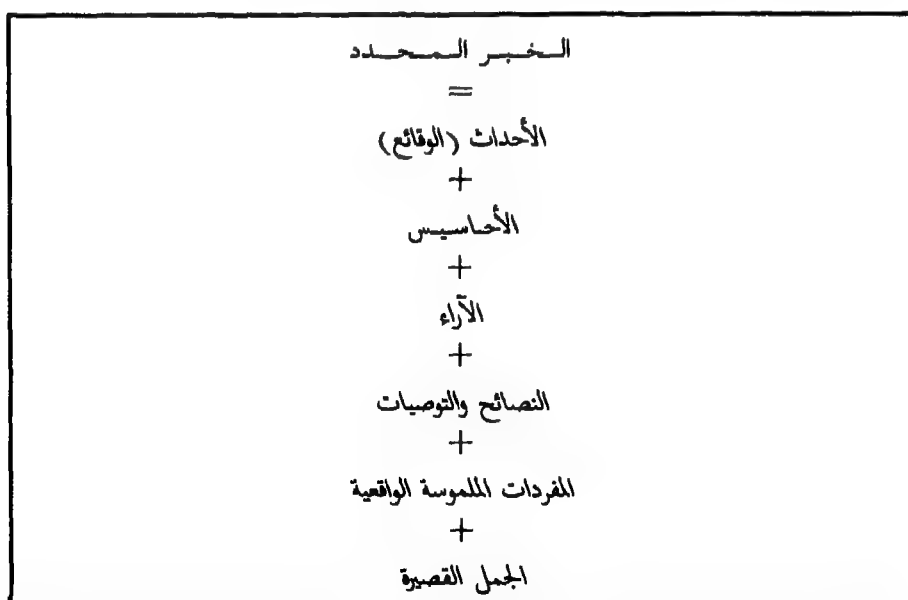 الخبر المحدد
=
الأحداث (الوقائع)
+
الأحاسيس
+
الآراء
+
النصائح والتوصيات
+
المفردات الملموسة الواقعية
+
الجمل القصيرة